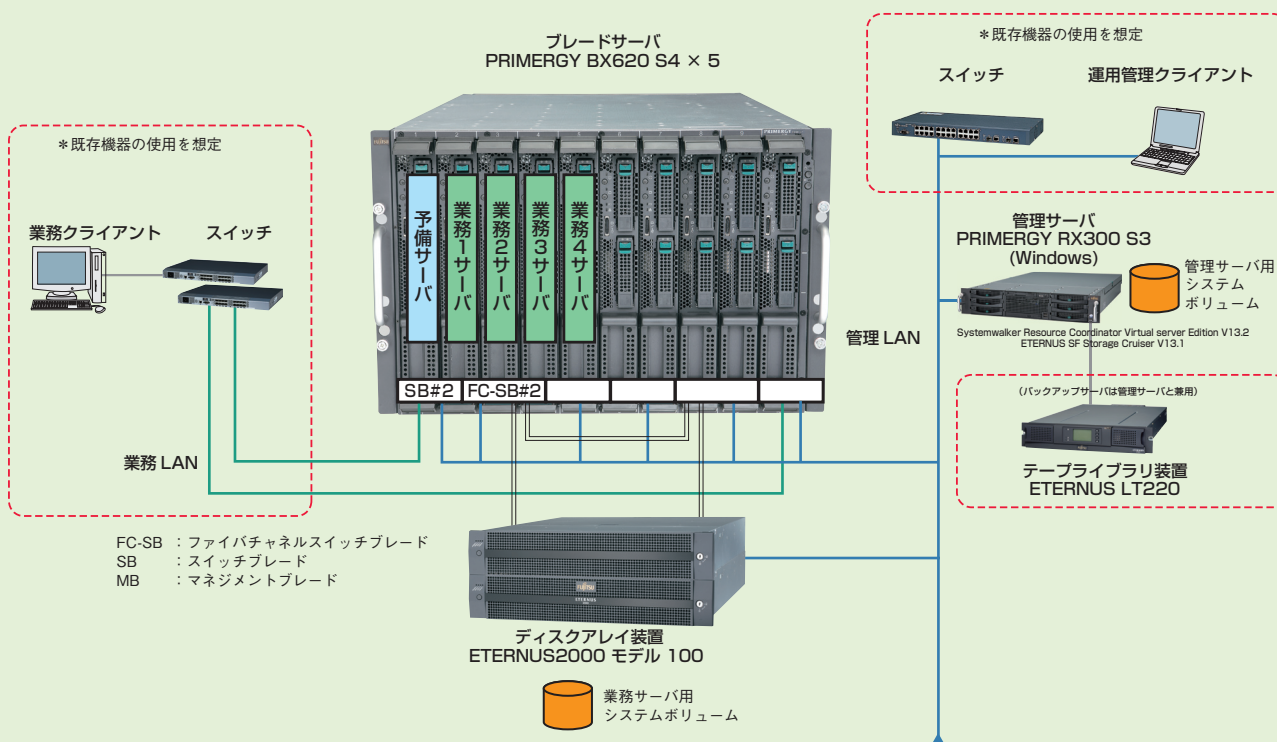 ブレードサーバ
PRIMERGY BX620 S4 × 5
＊既存機器の使用を想定
スイッチ
運用管理クライアント
＊既存機器の使用を想定
業務クライアント
スイッチ
PRIMERGY
予備サーバ
業務1サーバ
業務2サーバ
業務3サーバ
業務4サーバ
SB#2
FC-SB#2
管理 LAN
管理サーバ
PRIMERGY RX300 S3
(Windows)
管理サーバ用
システム
ボリューム
Systemwalker Resource Coordinator Virtual server Edition V13.2
ETERNUS SF Storage Cruiser V13.1
（バックアップサーバは管理サーバと兼用）
テープライブラリ装置
ETERNUS LT220
業務 LAN
FC-SB ：ファイバチャネルスイッチブレード
SB ：スイッチブレード
MB ：マネジメントブレード
FUJITSU
ETERNUS
ディスクアレイ装置
ETERNUS2000 モデル 100
業務サーバ用
システムボリューム